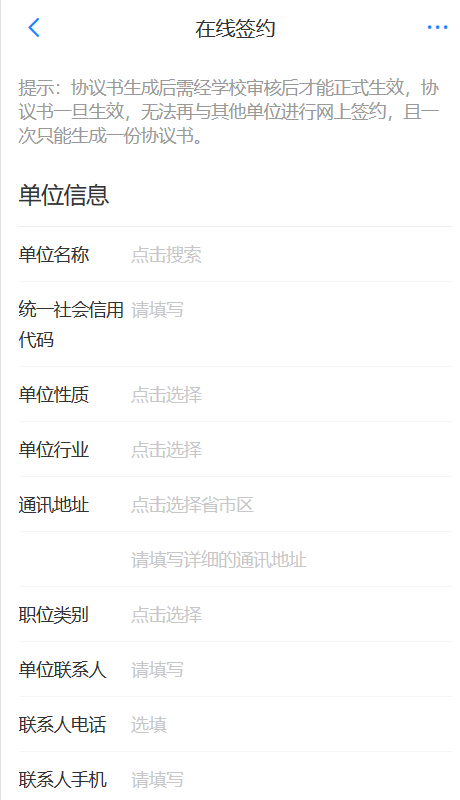 在线签约
提示：协议书生成后需经学校审核后才能正式生效，协
议书一旦生效，无法再与其他单位进行网上签约，且一
次只能生成一份协议书。
单位信息
单位名称 点击搜索
统一社会信用 请填写
代码
单位性质 点击选择
单位行业 点击选择
通讯地址 点击选择省市区
请填写详细的通讯地址
职位类别 点击选择
单位联系人 请填写
联系人电话 选填
联系人手机 请填写